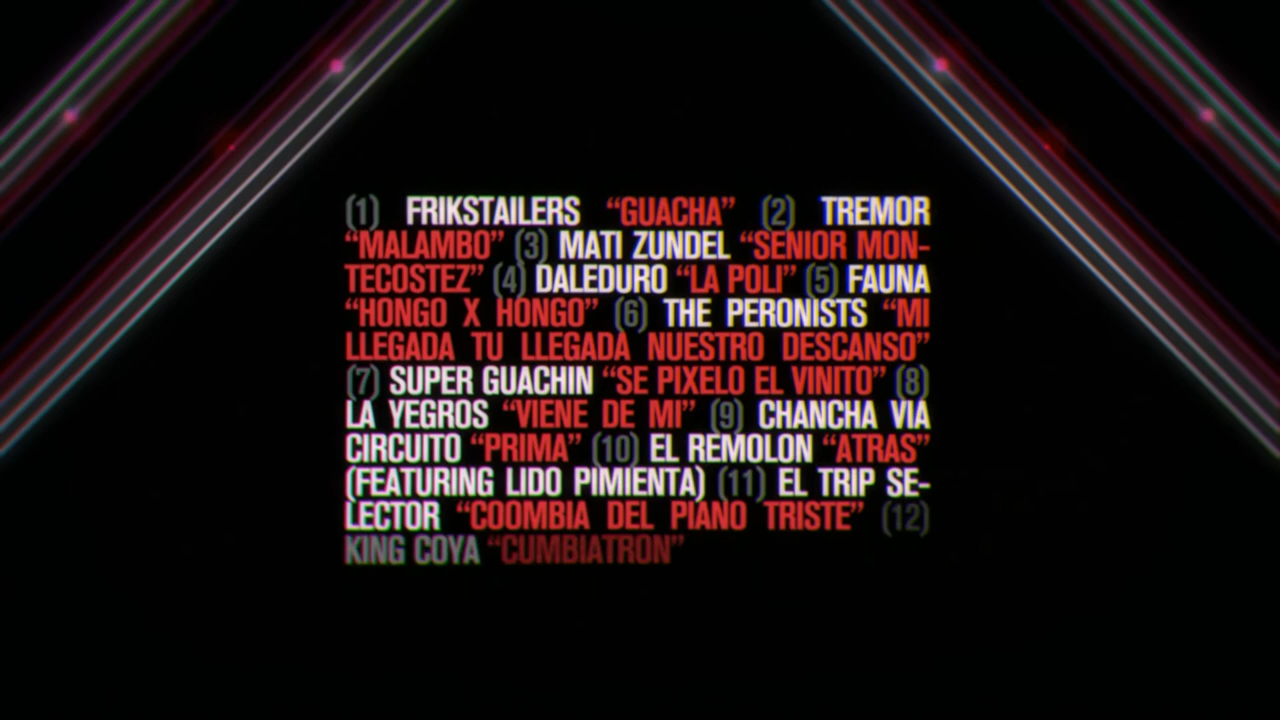 (1) FRIKSTAILERS “GUACHA” (2) TREMOR
“MALAMBO” (3) MATI ZUNDEL “SENIOR MON-
TECOSTEZ” (4) DALEDURO “LA POLI” (5) FAUNA
“HONGO X HONGO” (6) THE PERONISTS “MI
LLEGADA TU LLEGADA NUESTRO DESCANSO”
(7) SUPER GUACHIN “SE PIXELO EL VINITO” (8)
LA YEGROS “VIENE DE MI” (9) CHANCHA VIA
CIRCUITO “PRIMA” (10) EL REMOLON “ATRAS”
(FEATURING LIDO PIMIENTA) (11) EL TRIP SE-
LECTOR “COOMBIA DEL PIANO TRISTE” (12)
KING COYA “CUMBIATRON”